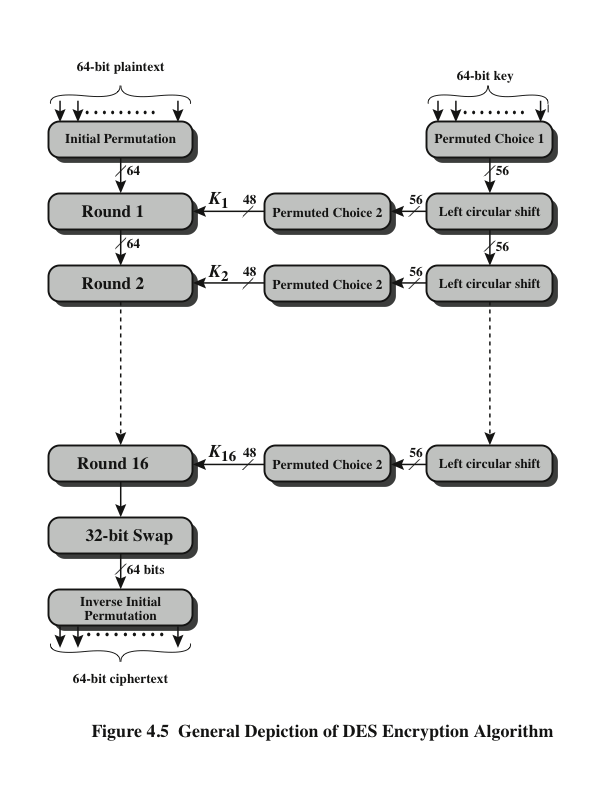 64-bit plaintext
64-bit key
Initial Permutation
Permuted Choice 1
64
56
Round 1
K1
48
Permuted Choice 2
56
Left circular shift
64
56
Round 2
K2
48
Permuted Choice 2
56
Left circular shift
Round 16
K16
48
Permuted Choice 2
56
Left circular shift
32-bit Swap
64 bits
Inverse Initial
Permutation
64-bit ciphertext
Figure 4.5 General Depiction of DES Encryption Algorithm